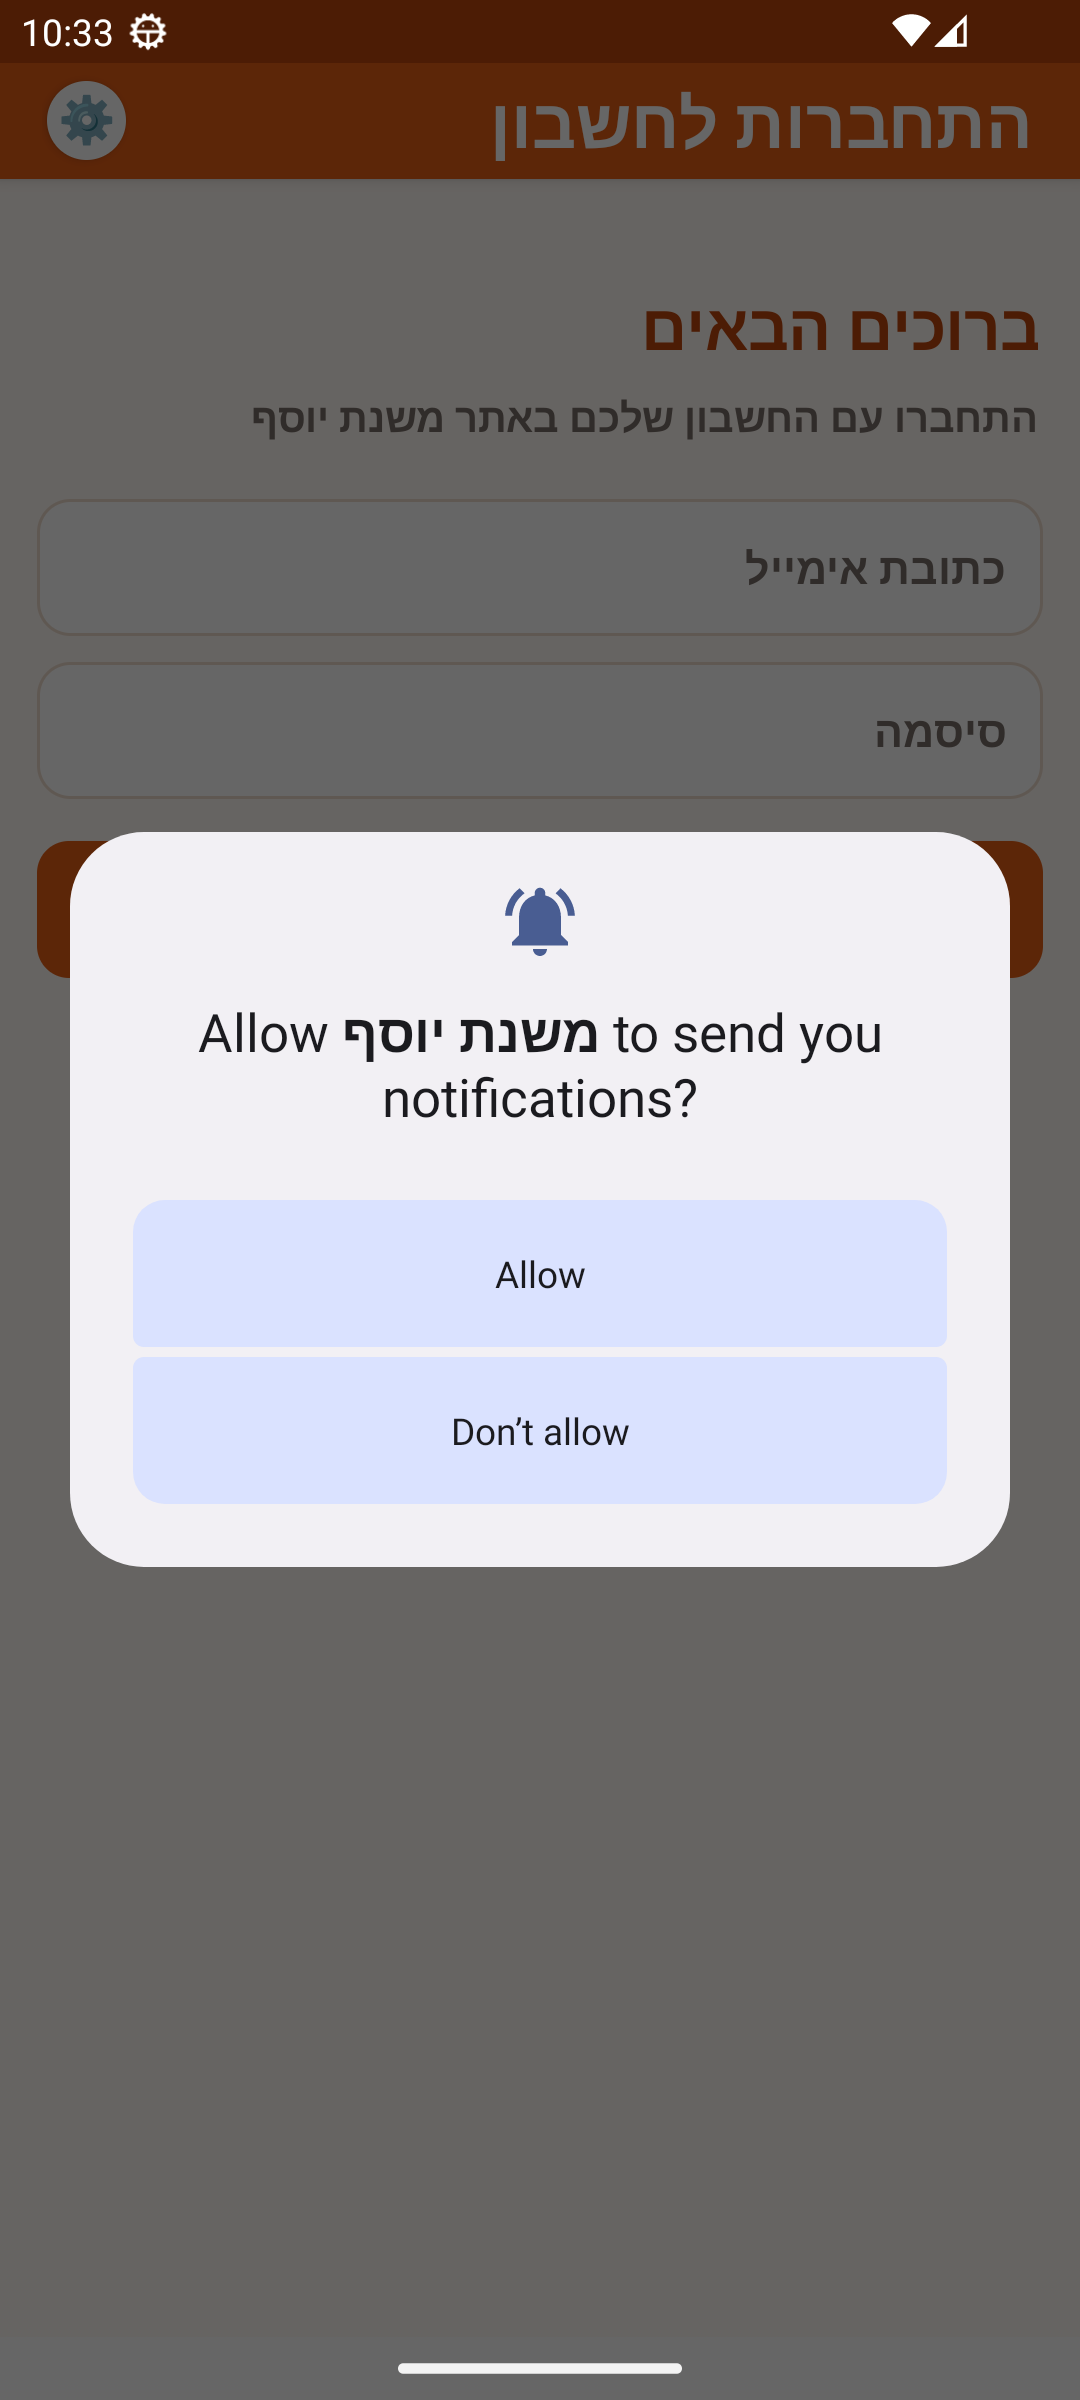 10:33
התחברות לחשבון
ברוכים הבאים
התחברו עם החשבון שלכם באתר משנת יוסף
כתובת אימייל
סיסמה
Allow משנת יוסף to send you
notifications?
Allow
Don’t allow